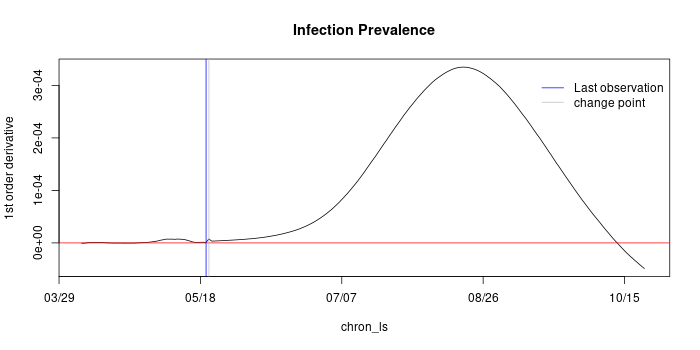 Infection Prevalence
1st order derivative
3e-04
2e-04
1e-04
0e+00
Last observation
change point
03/29
05/18
07/07
08/26
10/15
chron_ls